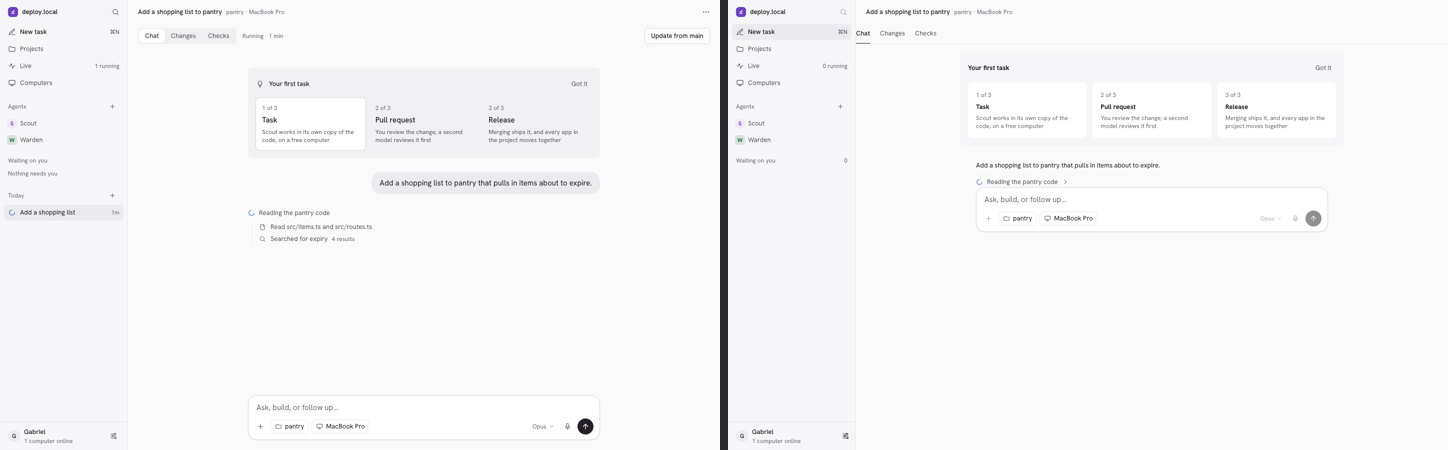 d deploy.local
Add a shopping list to pantry pantry · MacBook Pro
New task ⌘N
Chat Changes Checks Running · 1 min Update from main
Projects
Live 1 running
Computers
Your first task Got it
Agents
1 of 3 2 of 3 3 of 3
Task Pull request Release
S Scout
Scout works in its own copy of the You review the change; a second Merging ships it, and every app in
W Warden
code, on a free computer model reviews it first the project moves together
Waiting on you
Nothing needs you
Add a shopping list to pantry that pulls in items about to expire.
Today
Add a shopping list 1m
Reading the pantry code
Read src/items.ts and src/routes.ts
Searched for expiry 4 results
Ask, build, or follow up...
pantry MacBook Pro Opus
G Gabriel
1 computer online
d deploy.local
Add a shopping list to pantry pantry · MacBook Pro
New task ⌘N
Chat Changes Checks
Projects
Live 0 running
Computers
Your first task Got it
Agents
1 of 3 2 of 3 3 of 3
Task Pull request Release
Scout works in its own copy of the You review the change; a second Merging ships it, and every app in
S Scout
code, on a free computer model reviews it first the project moves together
W Warden
Waiting on you 0
Add a shopping list to pantry that pulls in items about to expire.
Reading the pantry code
Ask, build, or follow up...
pantry MacBook Pro Opus
G Gabriel
1 computer online